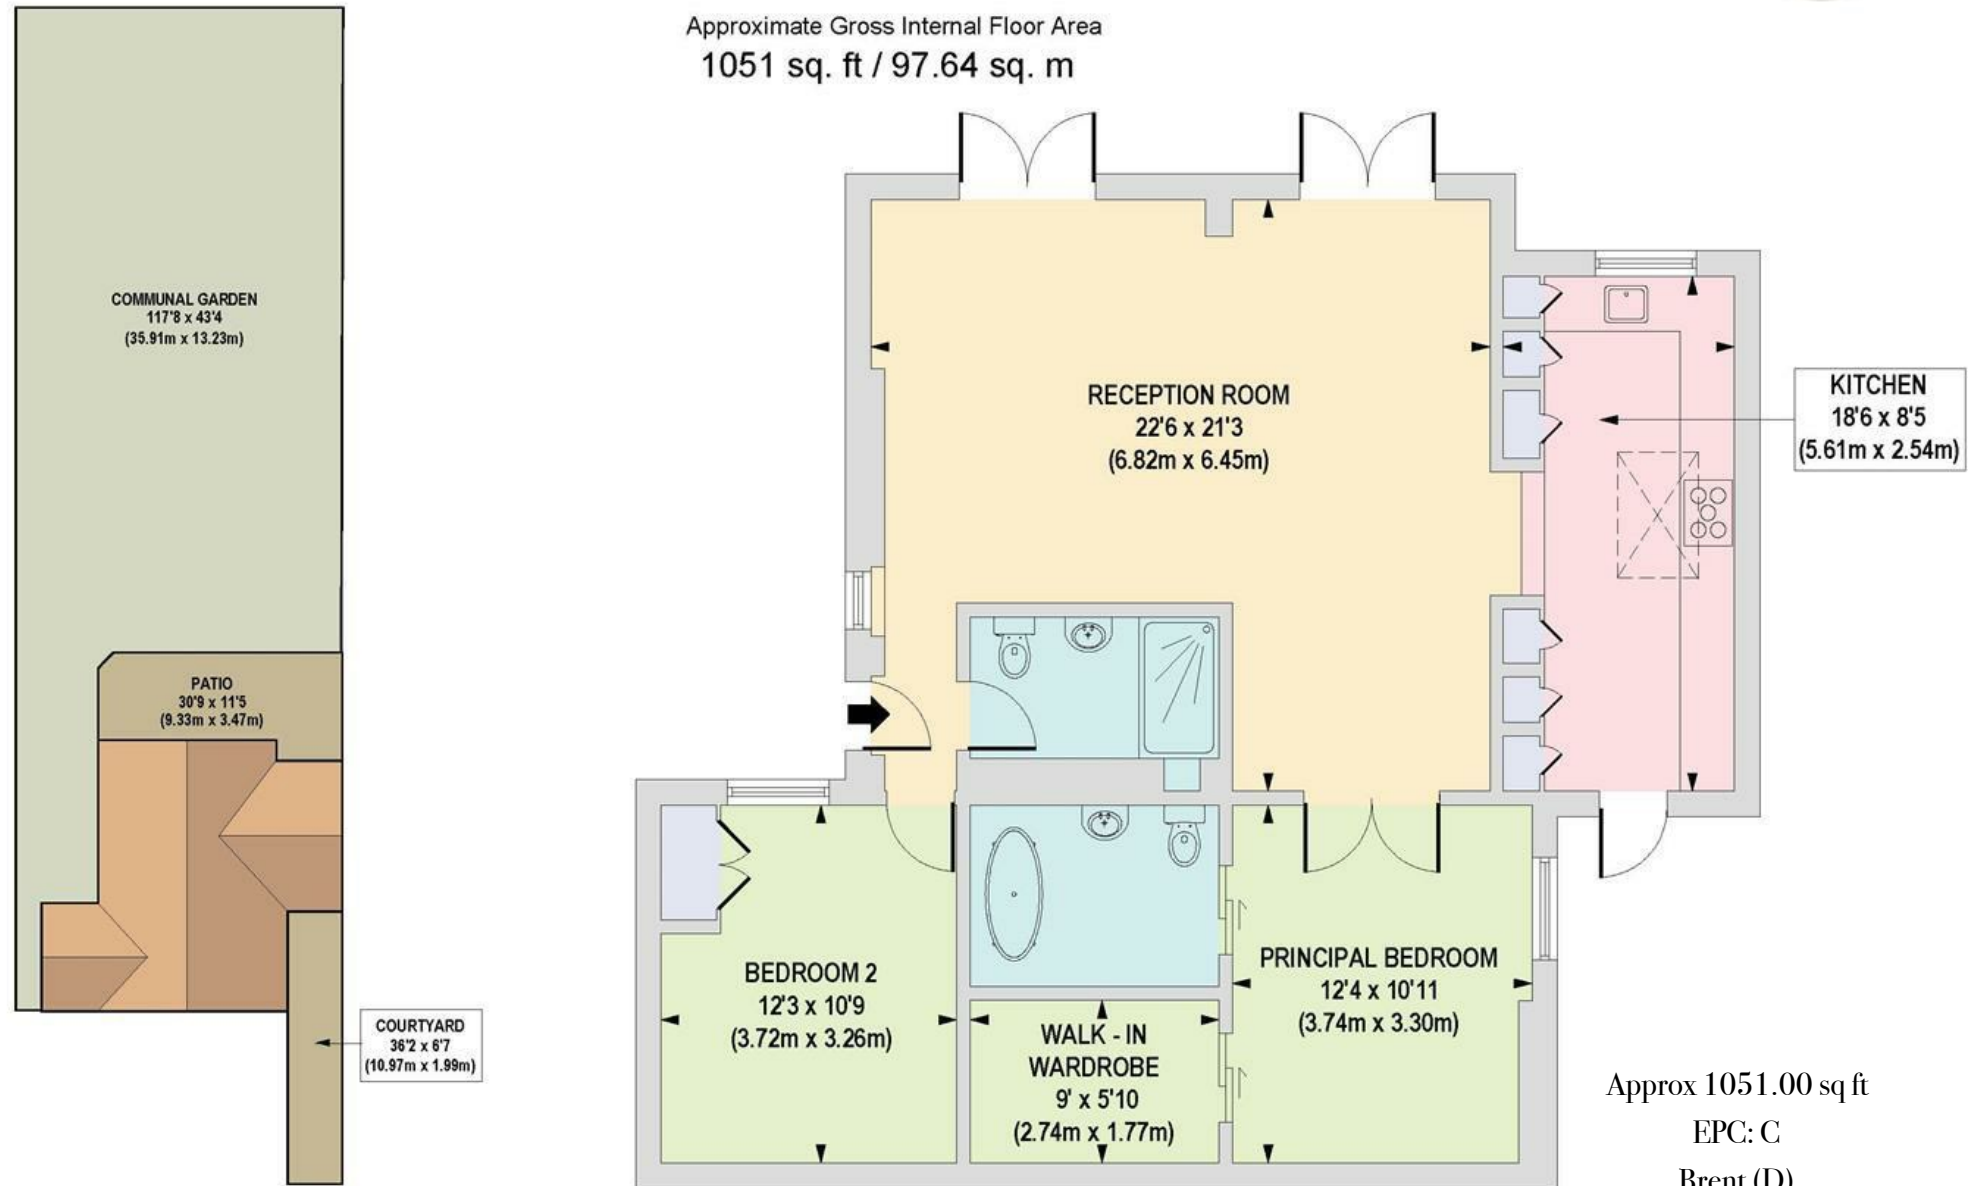 Approximate Gross Internal Floor Area
1051 sq. ft / 97.64 sq. m
COMMUNAL GARDEN
117'8 x 43'4
(35.91m x 13.23m)
RECEPTION ROOM
22'6 x 21'3
(6.82m x 6.45m)
KITCHEN
18'6 x 8'5
(5.61m x 2.54m)
PATIO
30'9 x 11'5
(9.33m x 3.47m)
BEDROOM 2
12'3 x 10'9
(3.72m x 3.26m)
PRINCIPAL BEDROOM
12'4 x 10'11
(3.74m x 3.30m)
WALK - IN
WARDROBE
9' x 5'10
(2.74m x 1.77m)
COURTYARD
36'2 x 6'7
(10.97m x 1.99m)
Approx 1051.00 sq ft
EPC: C
Brent (D)